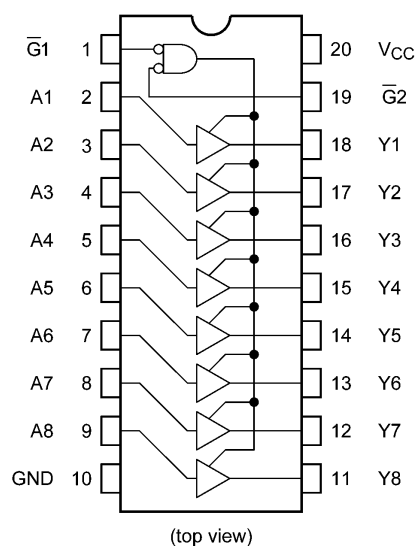 G̅1 1 20 VCC
A1 2 19 G̅2
A2 3 18 Y1
A3 4 17 Y2
A4 5 16 Y3
A5 6 15 Y4
A6 7 14 Y5
A7 8 13 Y6
A8 9 12 Y7
GND 10 11 Y8
(top view)